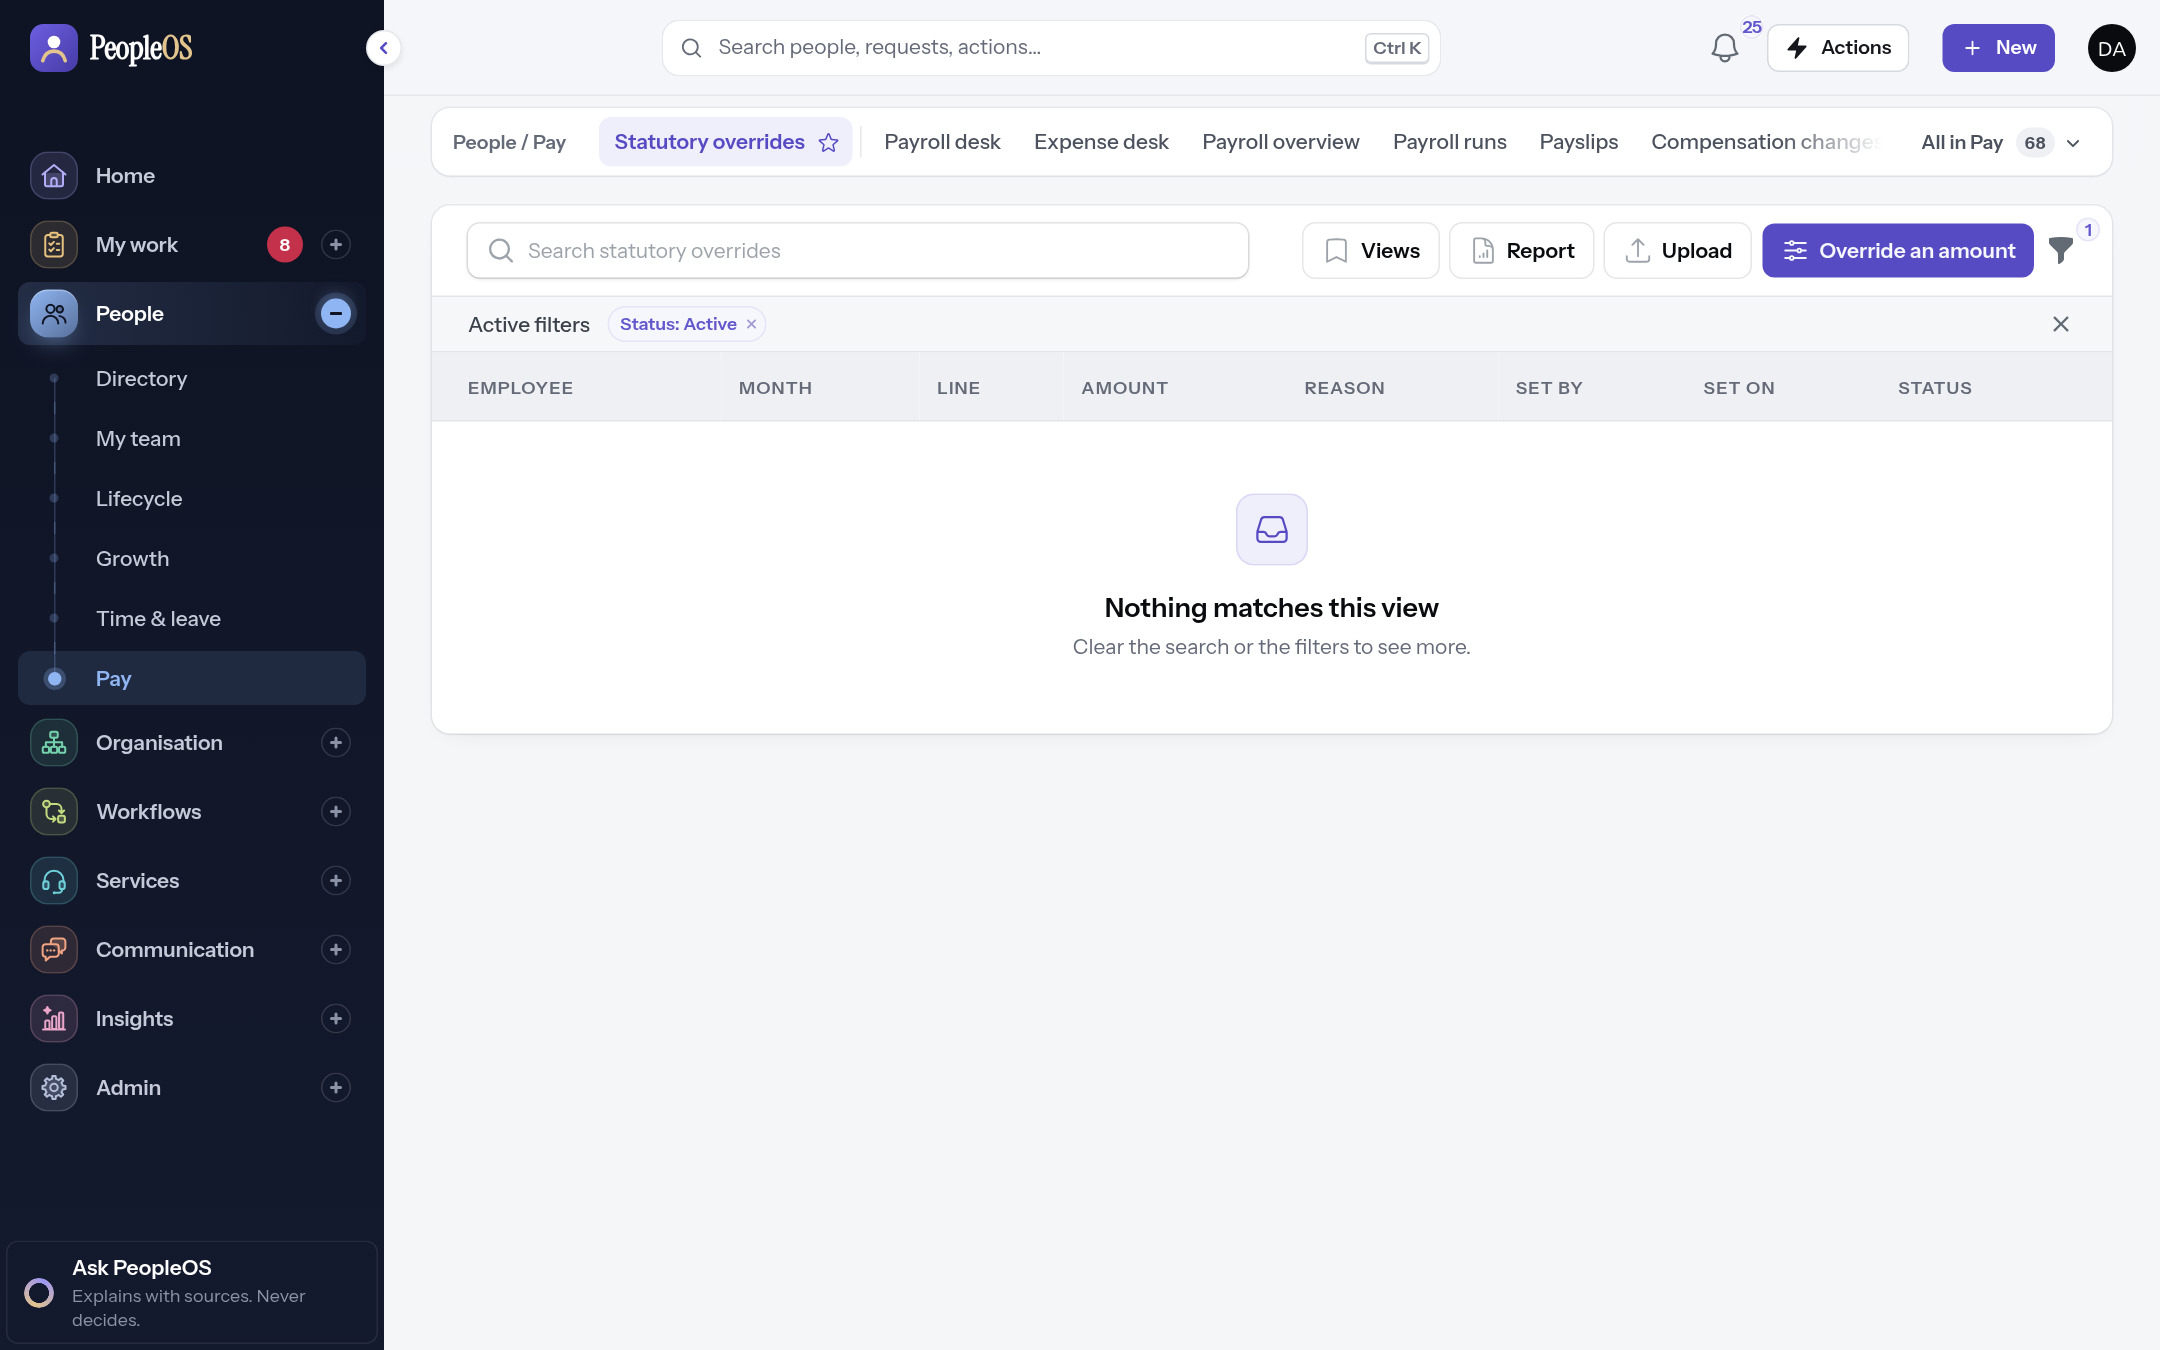 PeopleOS
Search people, requests, actions...
Ctrl K
25
Actions
New
DA
People / Pay
Statutory overrides
Payroll desk
Expense desk
Payroll overview
Payroll runs
Payslips
Compensation changes
All in Pay
68
Home
My work
8
People
Directory
My team
Lifecycle
Growth
Time & leave
Pay
Organisation
Workflows
Services
Communication
Insights
Admin
Ask PeopleOS
Explains with sources. Never
decides.
Search statutory overrides
Views
Report
Upload
Override an amount
1
Active filters
Status: Active
EMPLOYEE
MONTH
LINE
AMOUNT
REASON
SET BY
SET ON
STATUS
Nothing matches this view
Clear the search or the filters to see more.